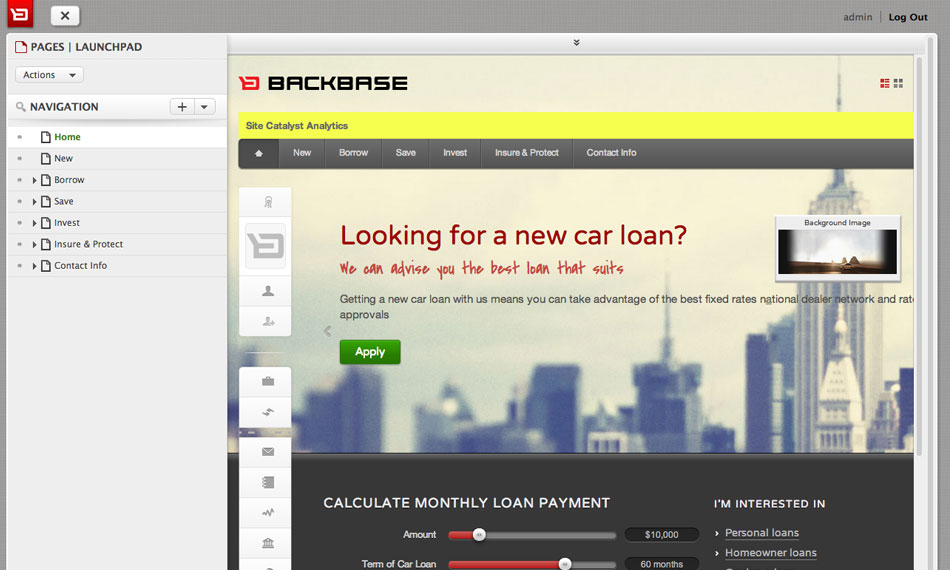 admin | Log Out
PAGES | LAUNCHPAD
Actions
NAVIGATION
Home
New
Borrow
Save
Invest
Insure & Protect
Contact Info
BACKBASE
Site Catalyst Analytics
New Borrow Save Invest Insure & Protect Contact Info
Looking for a new car loan?
We can advise you the best loan that suits
Background Image
Getting a new car loan with us means you can take advantage of the best fixed rates national dealer network and rat
approvals
Apply
CALCULATE MONTHLY LOAN PAYMENT
Amount $10,000
Term of Car Loan 60 months
I'M INTERESTED IN
Personal loans
Homeowner loans